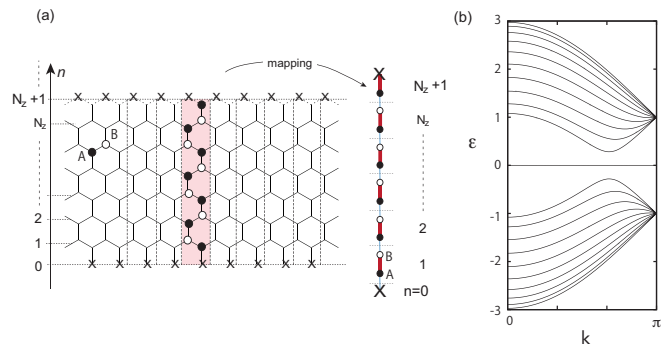 (a)
n
X X X X X X X X X
N_z +1
N_z
A
B
2
1
0
X X X X X X X X X
mapping
X
N_z +1
N_z
2
B
1
A
X
n=0
(b)
3
2
1
ε
0
-1
-2
-3
0
π
k